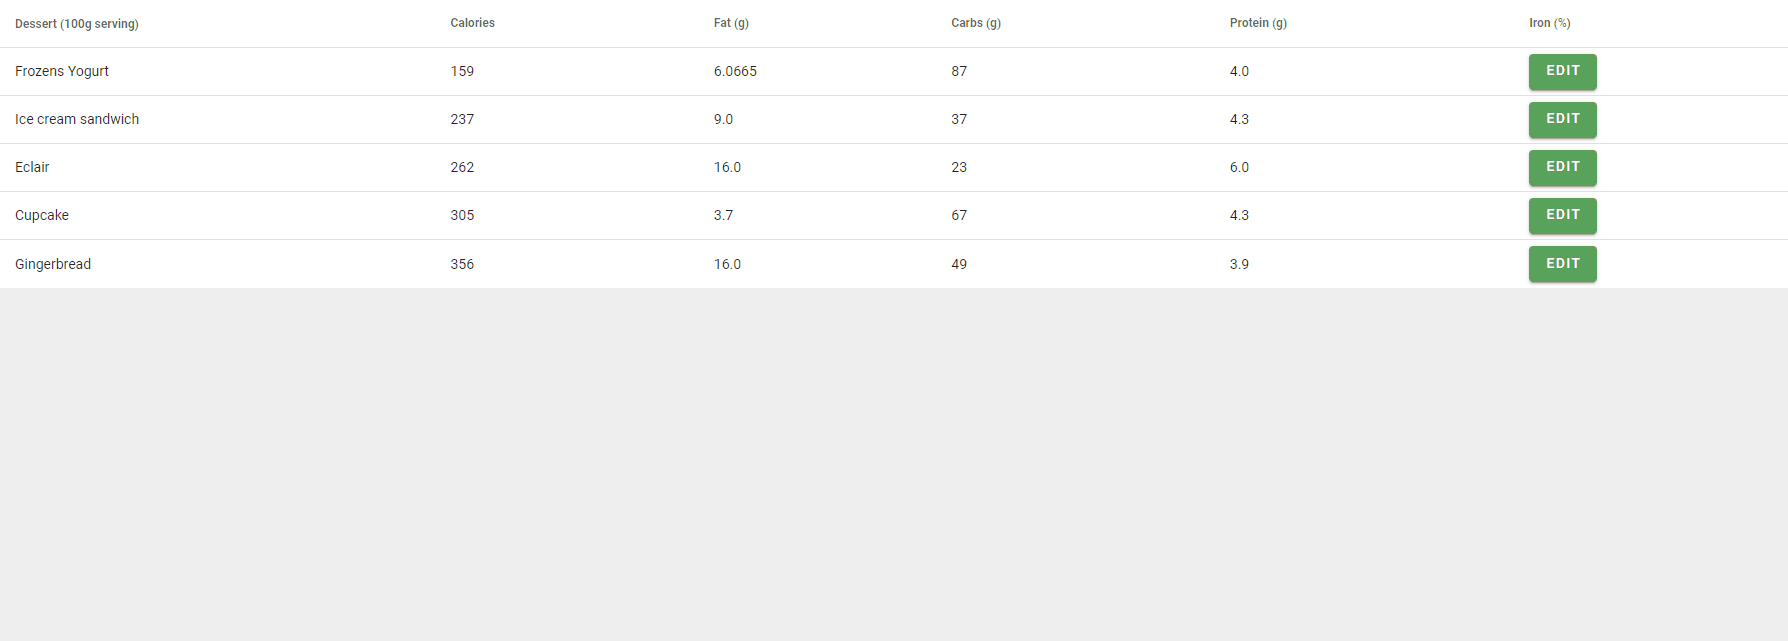 Dessert (100g serving) Calories Fat (g) Carbs (g) Protein (g) Iron (%)
Frozens Yogurt 159 6.0665 87 4.0 EDIT
Ice cream sandwich 237 9.0 37 4.3 EDIT
Eclair 262 16.0 23 6.0 EDIT
Cupcake 305 3.7 67 4.3 EDIT
Gingerbread 356 16.0 49 3.9 EDIT